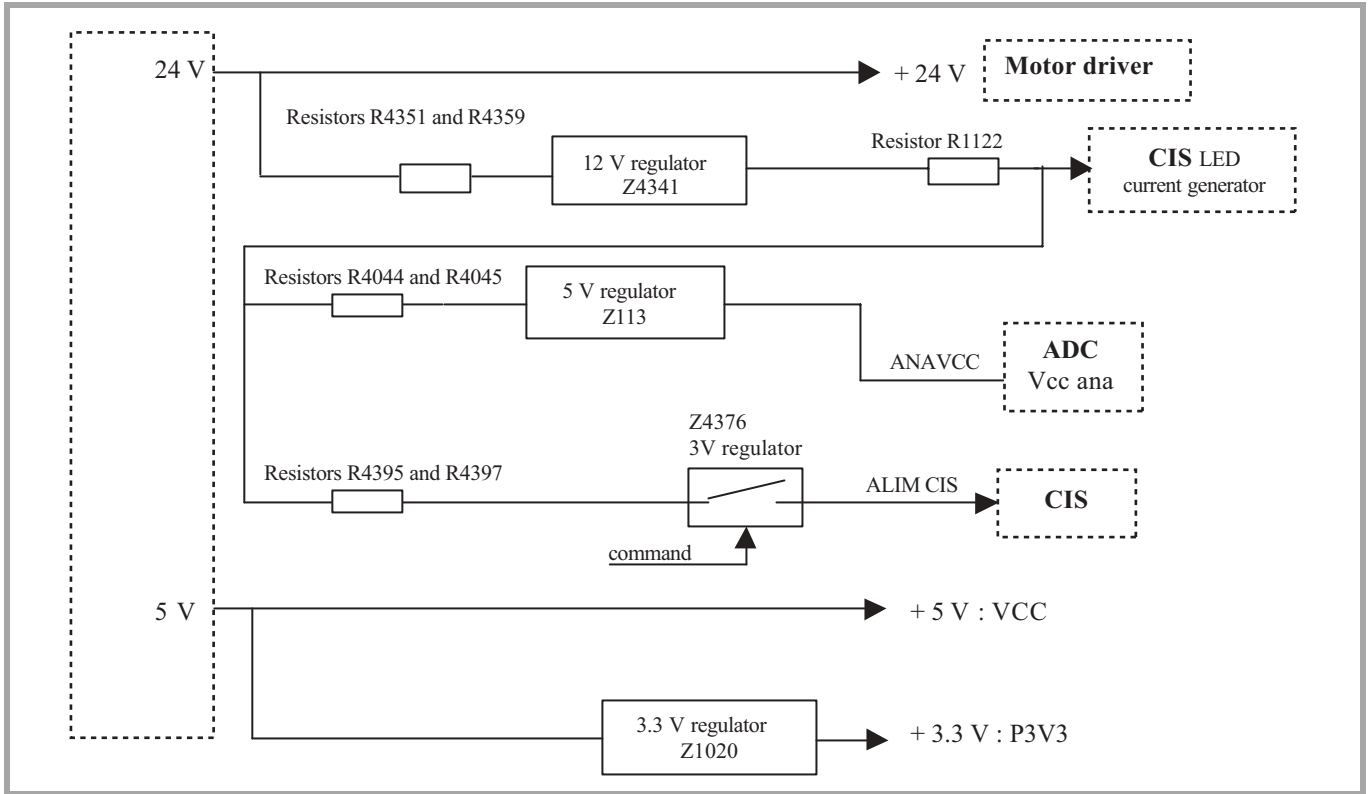 24 V
+ 24 V
Motor driver
Resistors R4351 and R4359
12 V regulator
Z4341
Resistor R1122
CIS LED
current generator
Resistors R4044 and R4045
5 V regulator
Z113
ANAVCC
ADC
Vcc ana
Z4376
3V regulator
Resistors R4395 and R4397
ALIM CIS
CIS
command
5 V
+ 5 V : VCC
3.3 V regulator
Z1020
+ 3.3 V : P3V3